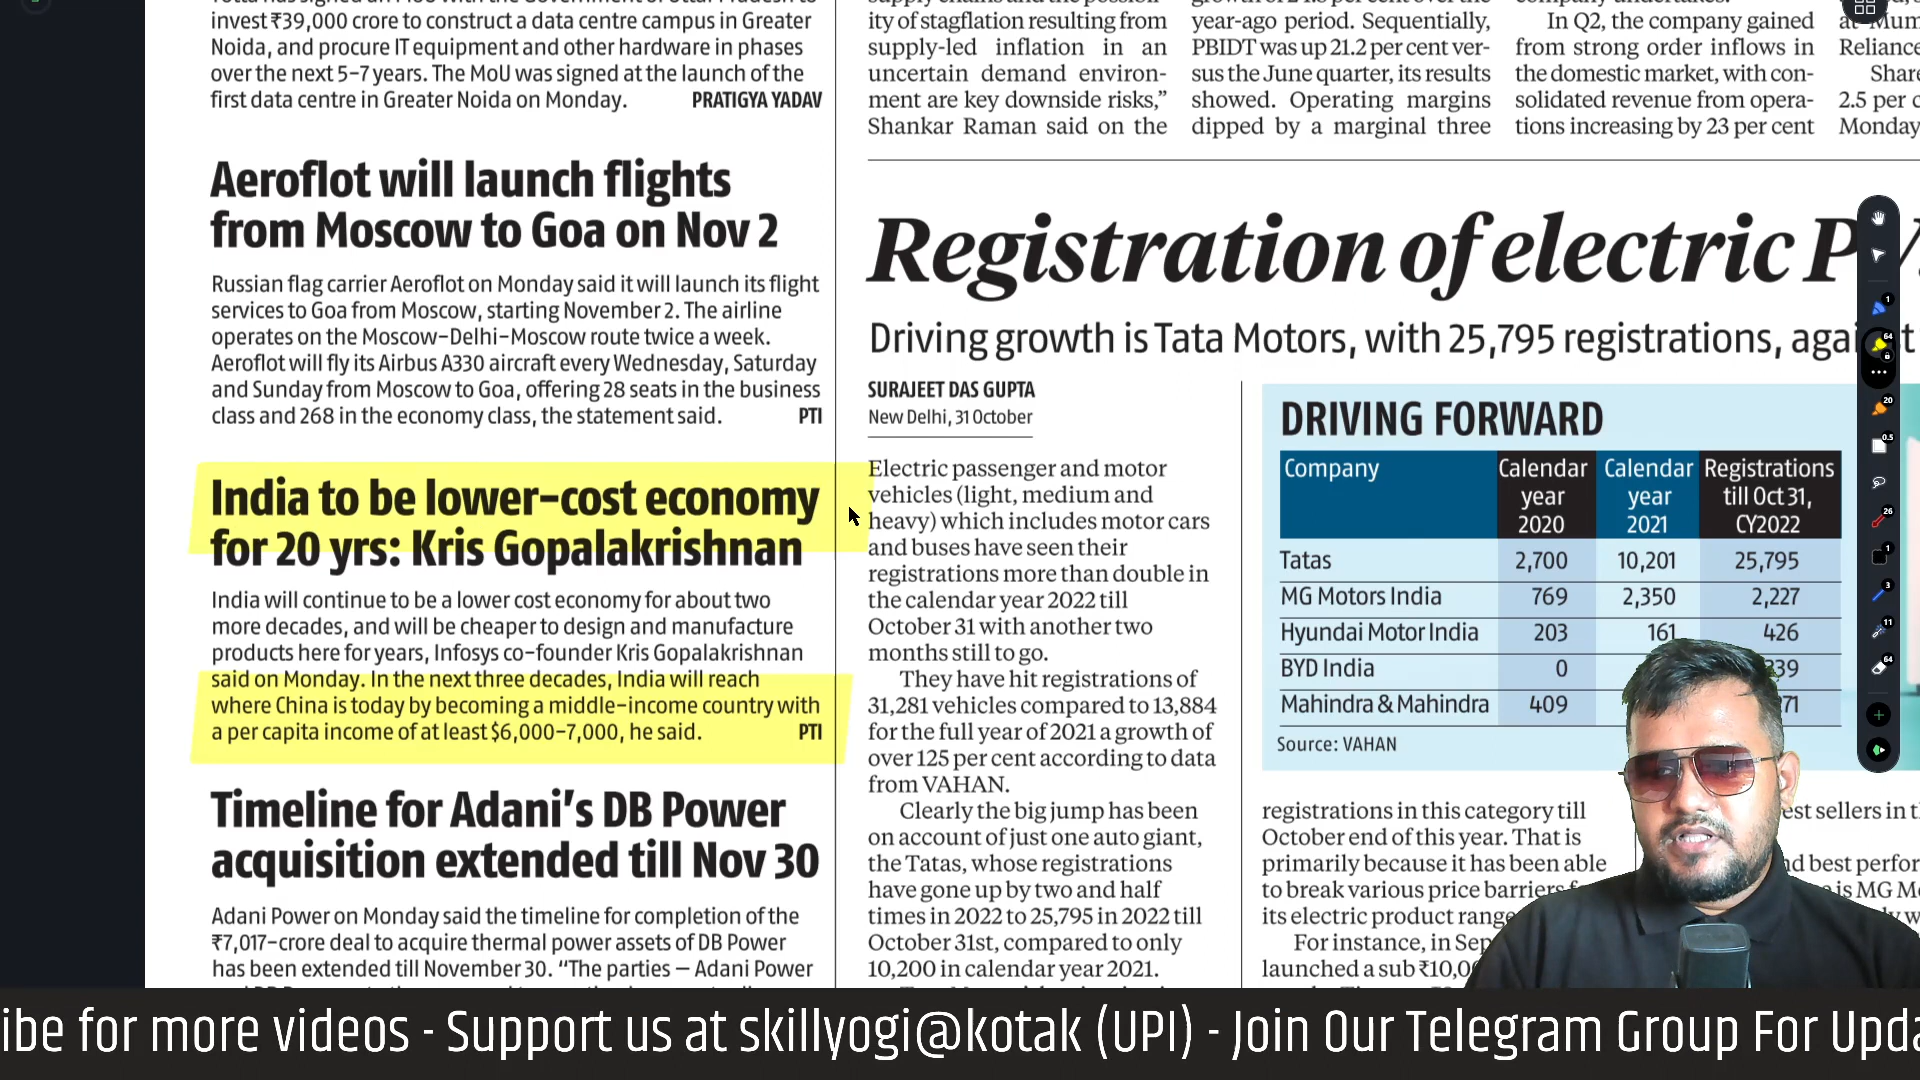 invest ₹39,000 crore to construct a data centre campus in Greater
Noida, and procure IT equipment and other hardware in phases
over the next 5-7 years. The MoU was signed at the launch of the
first data centre in Greater Noida on Monday. PRATIGYA YADAV
Aeroflot will launch flights
from Moscow to Goa on Nov 2
Russian flag carrier Aeroflot on Monday said it will launch its flight
services to Goa from Moscow, starting November 2. The airline
operates on the Moscow-Delhi-Moscow route twice a week.
Aeroflot will fly its Airbus A330 aircraft every Wednesday, Saturday
and Sunday from Moscow to Goa, offering 28 seats in the business
class and 268 in the economy class, the statement said. PTI
India to be lower-cost economy
for 20 yrs: Kris Gopalakrishnan
India will continue to be a lower cost economy for about two
more decades, and will be cheaper to design and manufacture
products here for years, Infosys co-founder Kris Gopalakrishnan
said on Monday. In the next three decades, India will reach
where China is today by becoming a middle-income country with
a per capita income of at least $6,000-7,000, he said. PTI
Timeline for Adani's DB Power
acquisition extended till Nov 30
Adani Power on Monday said the timeline for completion of the
₹7,017-crore deal to acquire thermal power assets of DB Power
has been extended till November 30. "The parties — Adani Power
ity of stagflation resulting from
supply-led inflation in an
uncertain demand environ-
ment are key downside risks,"
Shankar Raman said on the
year-ago period. Sequentially,
PBIDT was up 21.2 per cent ver-
sus the June quarter, its results
showed. Operating margins
dipped by a marginal three
In Q2, the company gained
from strong order inflows in
the domestic market, with con-
solidated revenue from opera-
tions increasing by 23 per cent
Reliance
Share
2.5 per
Monday
Registration of electric
Driving growth is Tata Motors, with 25,795 registrations,
SURAJEET DAS GUPTA
New Delhi, 31 October
Electric passenger and motor
vehicles (light, medium and
heavy) which includes motor cars
and buses have seen their
registrations more than double in
the calendar year 2022 till
October 31 with another two
months still to go.
They have hit registrations of
31,281 vehicles compared to 13,884
for the full year of 2021 a growth of
over 125 per cent according to data
from VAHAN.
Clearly the big jump has been
on account of just one auto giant,
the Tatas, whose registrations
have gone up by two and half
times in 2022 to 25,795 in 2022 till
October 31st, compared to only
10,200 in calendar year 2021.
DRIVING FORWARD
Company Calendar year 2020 Calendar year 2021 Registrations till Oct 31, CY2022
Tatas 2,700 10,201 25,795
MG Motors India 769 2,350 2,227
Hyundai Motor India 203 161 426
BYD India 0
Mahindra & Mahindra 409
Source: VAHAN
registrations in this category till
October end of this year. That is
primarily because it has been able
to break various price barriers
its electric product range
For instance, in
launched a sub
sellers in
best
is MG
ibe for more videos - Support us at skillyogi@kotak (UPI) - Join Our Telegram Group For Upda